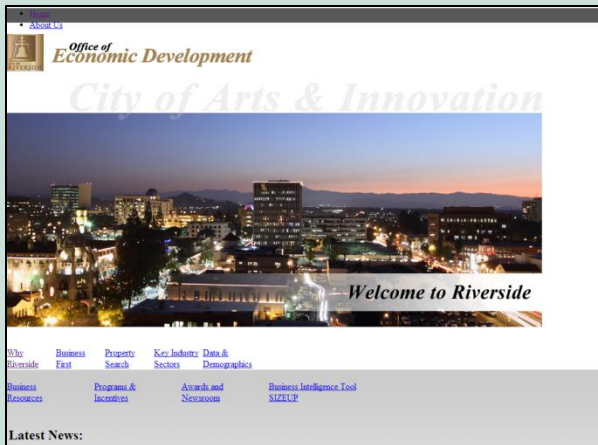 Home
About Us
RIVERSIDE
Office of
Economic Development
City of Arts & Innovation
Welcome to Riverside
Why Riverside
Business First
Property Search
Key Industry Sectors
Data & Demographics
Business Resources
Programs & Incentives
Awards and Newsroom
Business Intelligence Tool SIZEUP
Latest News: